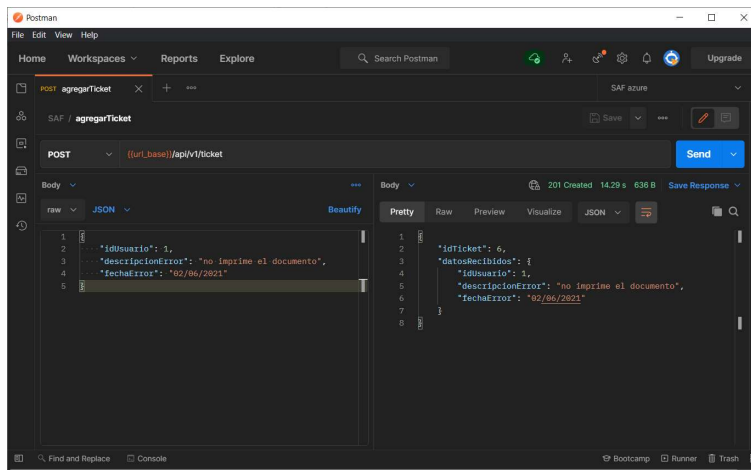 Postman
File Edit View Help
Home Workspaces Reports Explore Search Postman Upgrade
POST agregarTicket SAF azure
SAF / agregarTicket Save
POST {{url_base}}/api/v1/ticket Send
Body Body 201 Created 14.29 s 636 B Save Response
raw JSON Beautify Pretty Raw Preview Visualize JSON
1 {
2 "idUsuario": 1,
3 "descripcionError": "no imprime el documento",
4 "fechaError": "02/06/2021"
5 }
1 {
2 "idTicket": 6,
3 "datosRecibidos": {
4 "idUsuario": 1,
5 "descripcionError": "no imprime el documento",
6 "fechaError": "02/06/2021"
7 }
8 }
Find and Replace Console Bootcamp Runner Trash